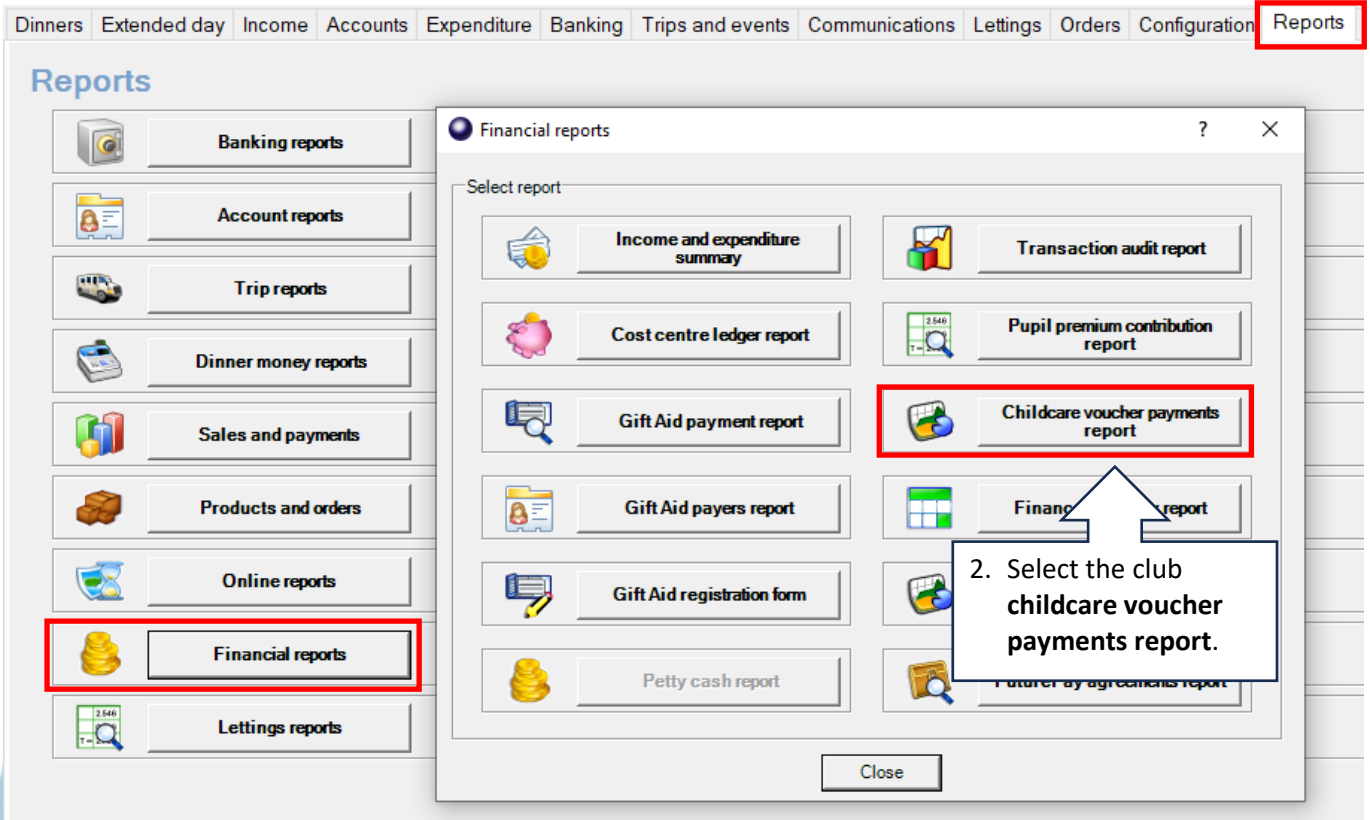 Dinners Extended day Income Accounts Expenditure Banking Trips and events Communications Lettings Orders Configuration Reports
Reports
Banking reports
Account reports
Trip reports
Dinner money reports
Sales and payments
Products and orders
Online reports
Financial reports
Lettings reports
Financial reports
Select report
Income and expenditure
summary
Transaction audit report
Cost centre ledger report
Pupil premium contribution
report
Gift Aid payment report
Childcare voucher payments
report
Gift Aid payers report
report
Gift Aid registration form
Petty cash report
agreements report
2. Select the club
childcare voucher
payments report.
Close